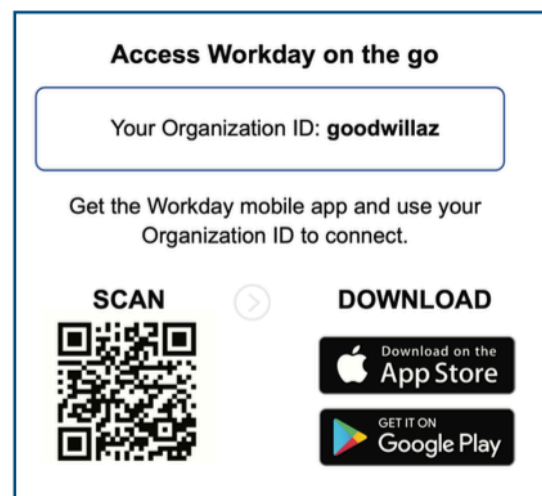 Access Workday on the go
Your Organization ID: goodwillaz
Get the Workday mobile app and use your
Organization ID to connect.
SCAN
DOWNLOAD
Download on the
App Store
GET IT ON
Google Play